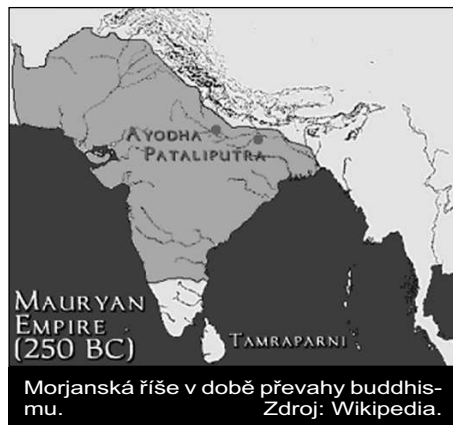 AYODHA
PATALIPUTRA
MAURYAN
EMPIRE
(250 BC)
TAMRAPARNI
Morjanská říše v době převahy buddhis-
mu. Zdroj: Wikipedia.